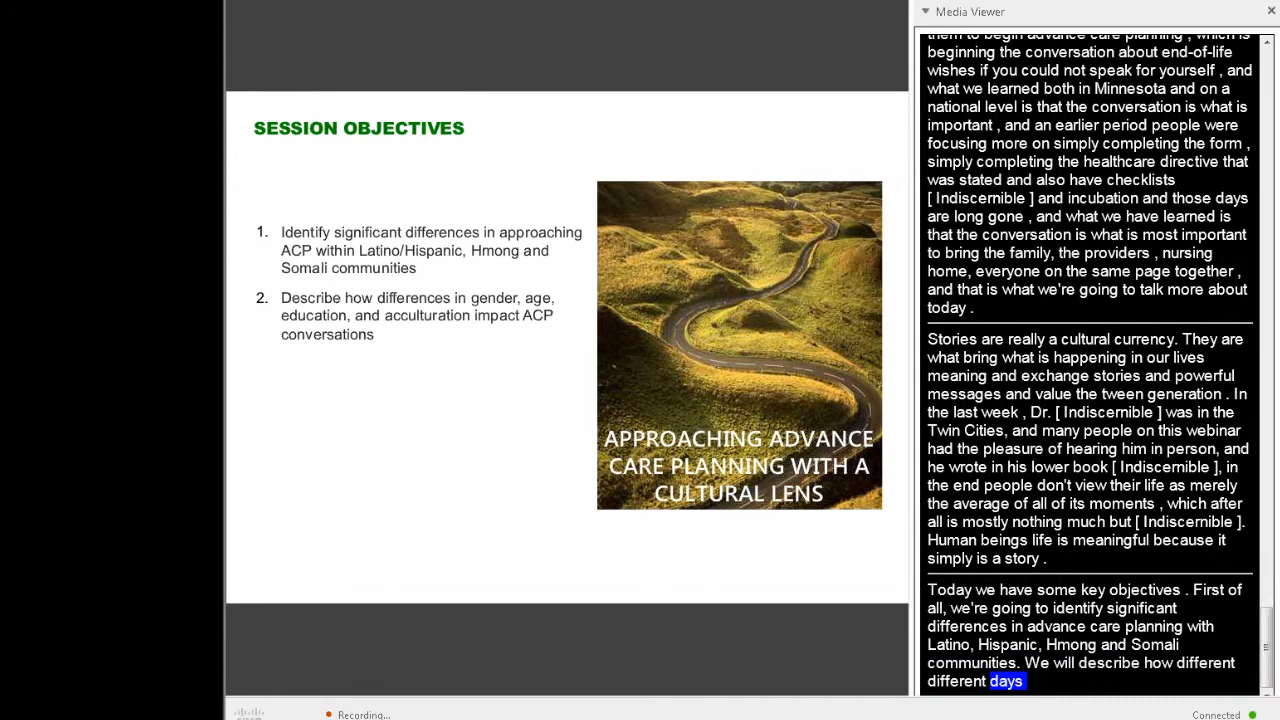 SESSION OBJECTIVES
1. Identify significant differences in approaching
ACP within Latino/Hispanic, Hmong and
Somali communities
2. Describe how differences in gender, age,
education, and acculturation impact ACP
conversations
APPROACHING ADVANCE
CARE PLANNING WITH A
CULTURAL LENS
Media Viewer
them to begin advance care planning , which is
beginning the conversation about end-of-life
wishes if you could not speak for yourself , and
what we learned both in Minnesota and on a
national level is that the conversation is what is
important , and an earlier period people were
focusing more on simply completing the form ,
simply completing the healthcare directive that
was stated and also have checklists
[ Indiscernible ] and incubation and those days
are long gone , and what we have learned is
that the conversation is what is most important
to bring the family, the providers , nursing
home, everyone on the same page together ,
and that is what we're going to talk more about
today .
Stories are really a cultural currency. They are
what bring what is happening in our lives
meaning and exchange stories and powerful
messages and value the tween generation . In
the last week , Dr. [ Indiscernible ] was in the
Twin Cities, and many people on this webinar
had the pleasure of hearing him in person, and
he wrote in his lower book [ Indiscernible ], in
the end people don't view their life as merely
the average of all of its moments , which after
all is mostly nothing much but [ Indiscernible ].
Human beings life is meaningful because it
simply is a story .
Today we have some key objectives . First of
all, we're going to identify significant
differences in advance care planning with
Latino, Hispanic, Hmong and Somali
communities. We will describe how different
different days
CISCO
Recording...
Connected